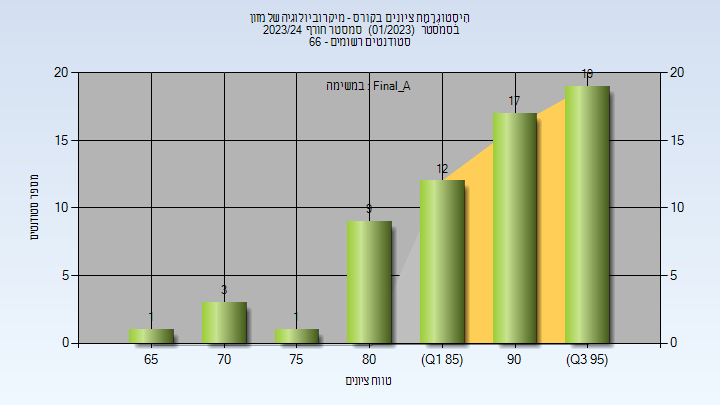 היסטוגרמת ציונים בקורס - מיקרוביולוגיה של מזון
בסמסטר (01/2023) סמסטר חורף 2023/24
סטודנטים רשומים - 66
במשימה : Final_A
20
15
10
5
0
20
15
10
5
0
מספר סטודנטים
1
3
1
9
12
17
19
65
70
75
80
(Q1 85)
90
(Q3 95)
טווח ציונים